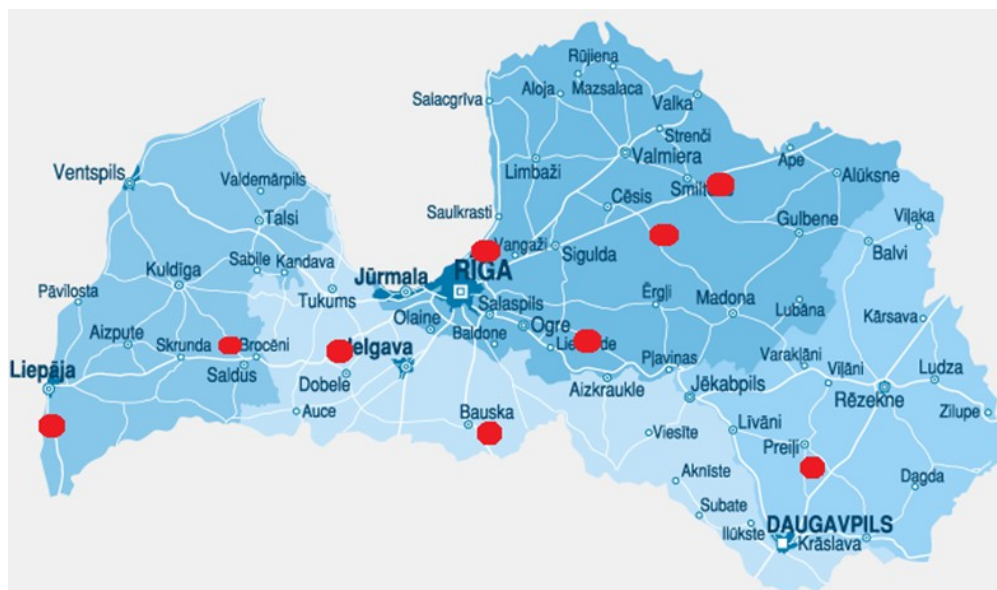 Rūjiena
Aloja
Mazsalaca
Salacgrīva
Valka
Strenči
Ape
Valmiera
Limbaži
Ventspils
Valdemārpils
Alūksne
Cēsis
Talsi
Saulkrasti
Gulbene
Viļaka
Vangaži
Balvi
Sigulda
Sabile
Kandava
Kuldīga
Jūrmala
RĪGA
Pāvīlosta
Tukums
Salaspils
Ērgļi
Madona
Lubāna
Kārsava
Olaine
Ogre
Aizpute
Baldone
Skrunda
Brocēni
Pļaviņas
Varakļāni
Liepāja
Saldus
Ludza
Dobele
Aizkraukle
Jēkabpils
Viļāni
Rēzekne
Auce
Bauska
Zilupe
Viesīte
Līvāni
Preiļi
Aknīste
Dagda
Subate
DAUGAVPILS
Ilūkste
Krāslava